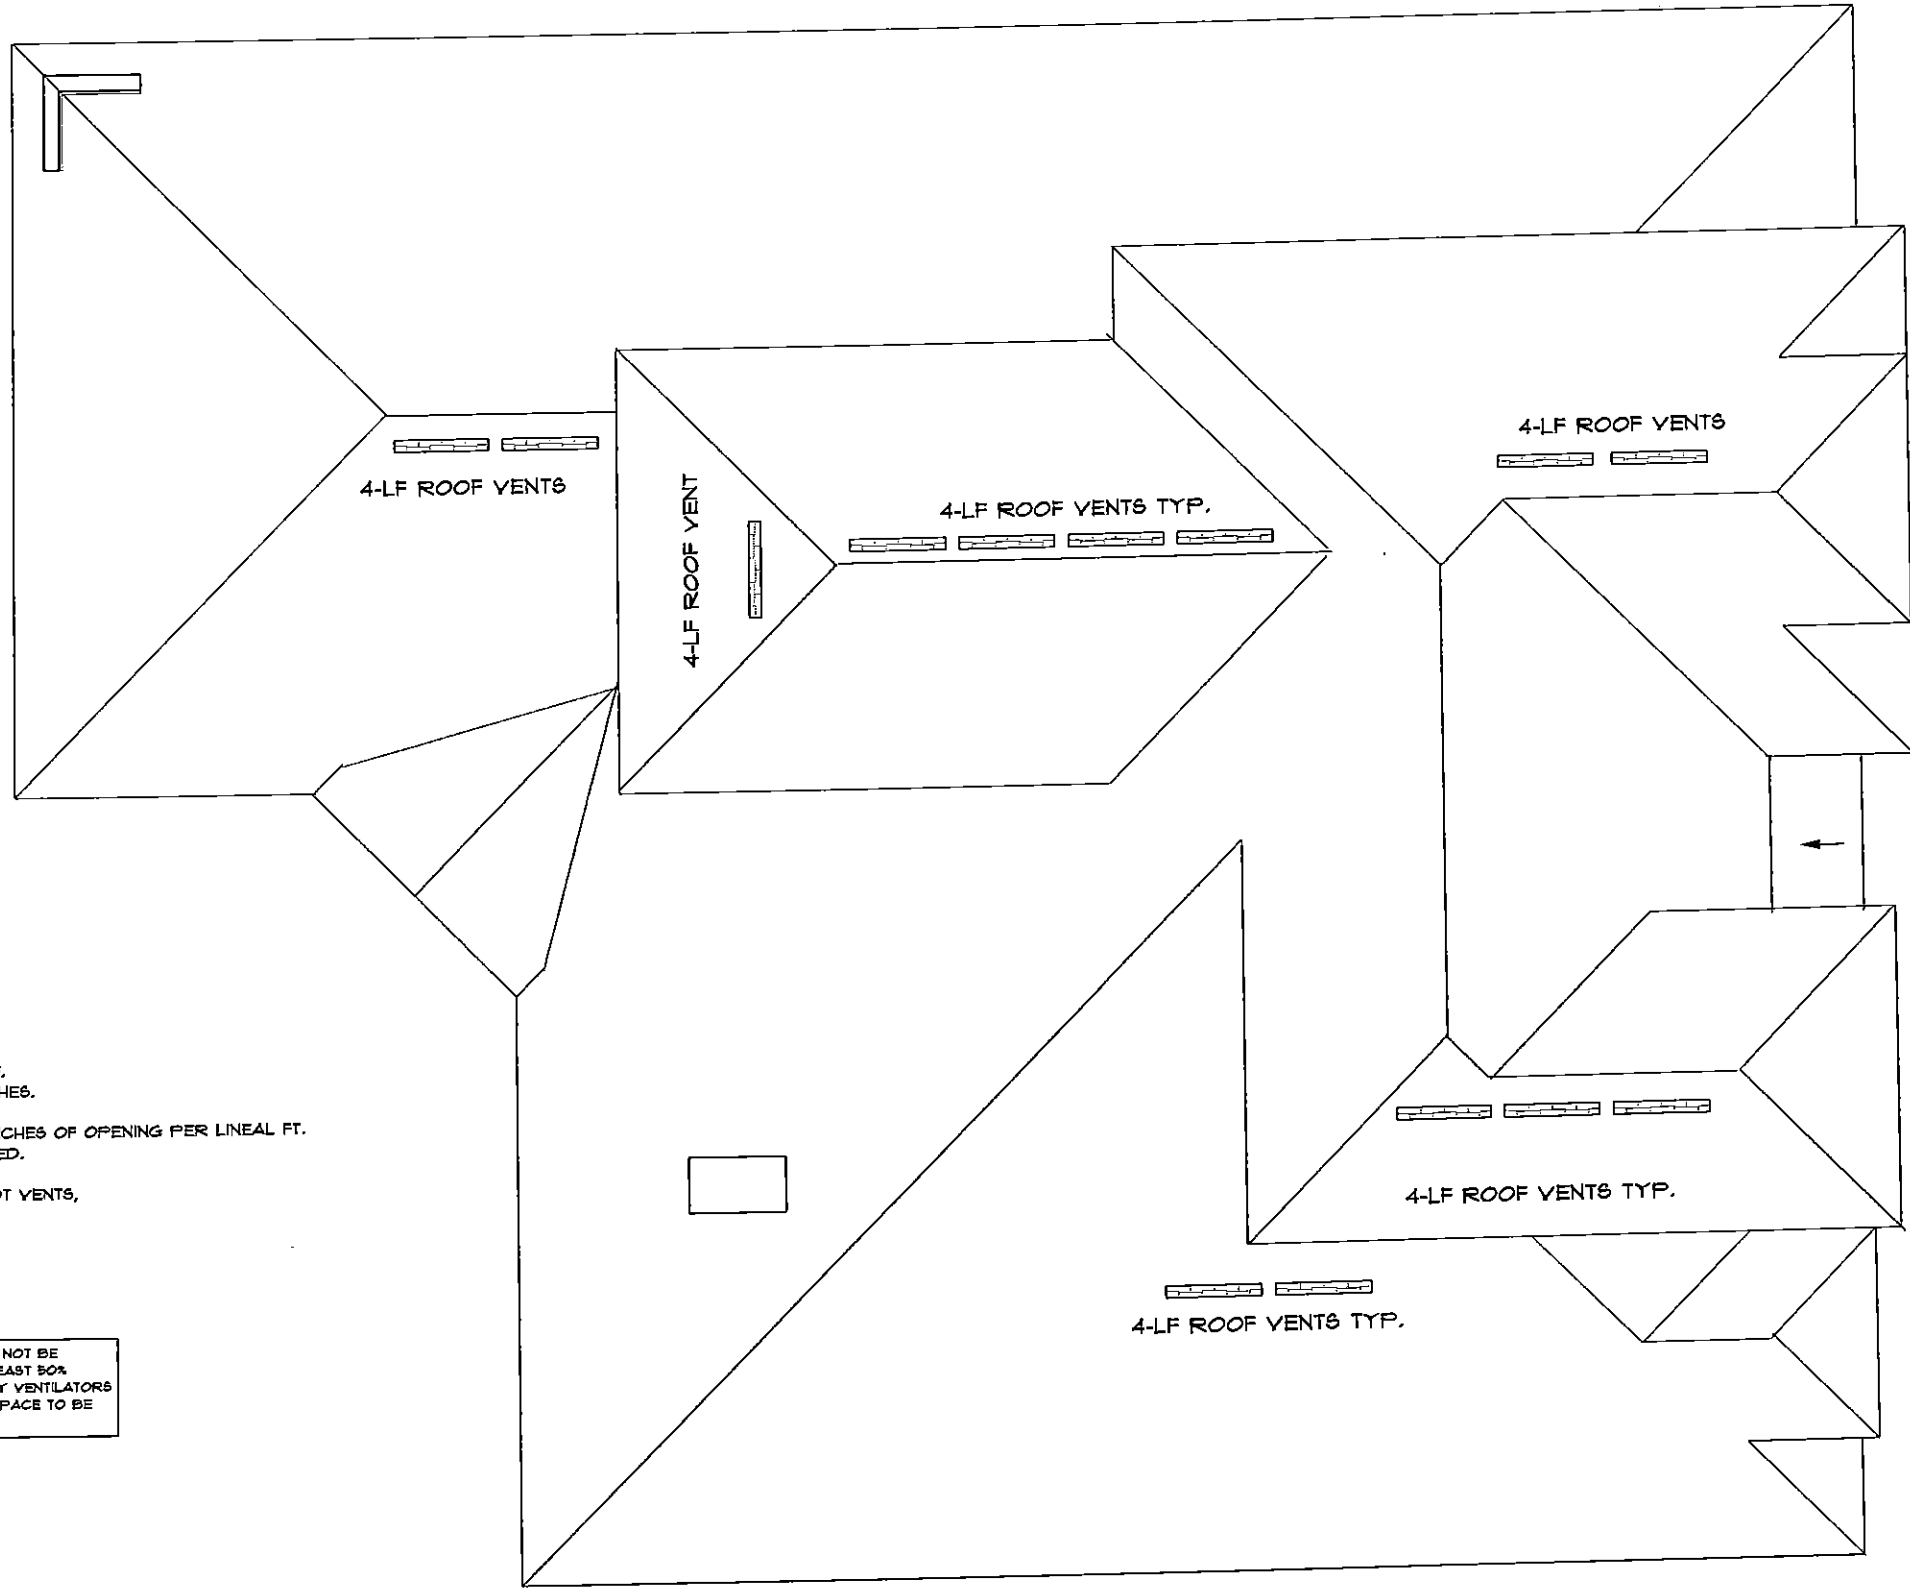 4-LF ROOF VENTS
4-LF ROOF VENTS
4-LF ROOF VENT
4-LF ROOF VENTS TYP.
4-LF ROOF VENTS TYP.
4-LF ROOF VENTS TYP.
HES.
CHES OF OPENING PER LINEAL FT.
ED.
OT VENTS,
NOT BE
EAST 50%
Y VENTILATORS
PACE TO BE